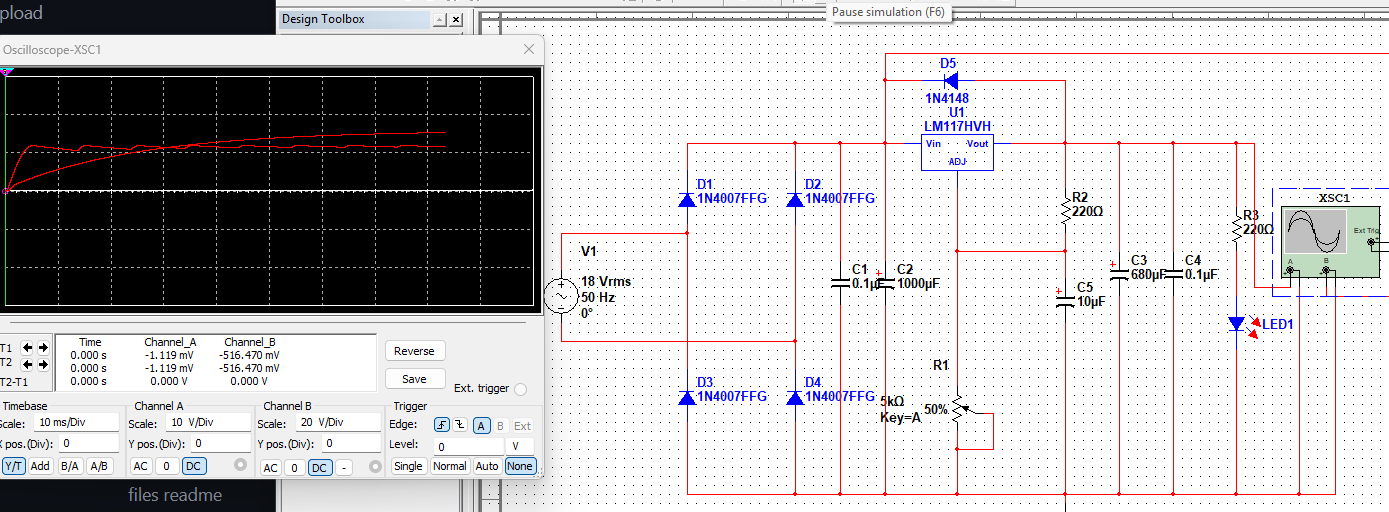 pload
Design Toolbox
Pause simulation (F6)
Oscilloscope-XSC1
T1
T2
T2-T1
Time Channel_A Channel_B
0.000 s -1.119 mV -516.470 mV
0.000 s -1.119 mV -516.470 mV
0.000 s 0.000 V 0.000 V
Reverse
Save
Ext. trigger
Timebase
Scale: 10 ms/Div
X pos.(Div): 0
Y/T Add B/A A/B
Channel A
Scale: 10 V/Div
Y pos.(Div): 0
AC 0 DC
Channel B
Scale: 20 V/Div
Y pos.(Div): 0
AC 0 DC -
Trigger
Edge: A B Ext
Level: 0 V
Single Normal Auto None
files readme
D5
1N4148
U1
LM117HVH
Vin Vout
ADJ
D1
1N4007FFG
D2
1N4007FFG
V1
18 Vrms
50 Hz
0°
C1
0.1µF
C2
1000µF
D3
1N4007FFG
D4
1N4007FFG
R1
5kΩ
Key=A
50%
R2
220Ω
C5
10µF
C3
680µF
C4
0.1µF
R3
220Ω
LED1
XSC1
Ext Trig
A B